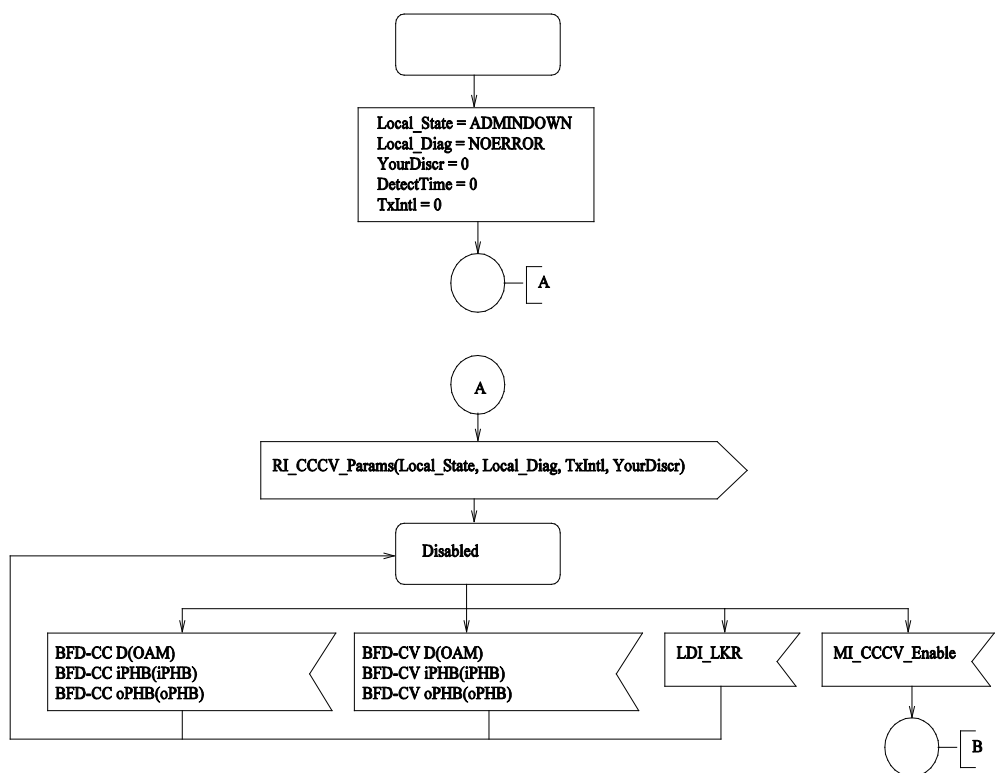 Local_State = ADMINDOWN
Local_Diag = NOERROR
YourDiscr = 0
DetectTime = 0
TxIntl = 0
A
A
RI_CCCV_Params(Local_State, Local_Diag, TxIntl, YourDiscr)
Disabled
BFD-CC D(OAM)
BFD-CC iPHB(iPHB)
BFD-CC oPHB(oPHB)
BFD-CV D(OAM)
BFD-CV iPHB(iPHB)
BFD-CV oPHB(oPHB)
LDI_LKR
MI_CCCV_Enable
B